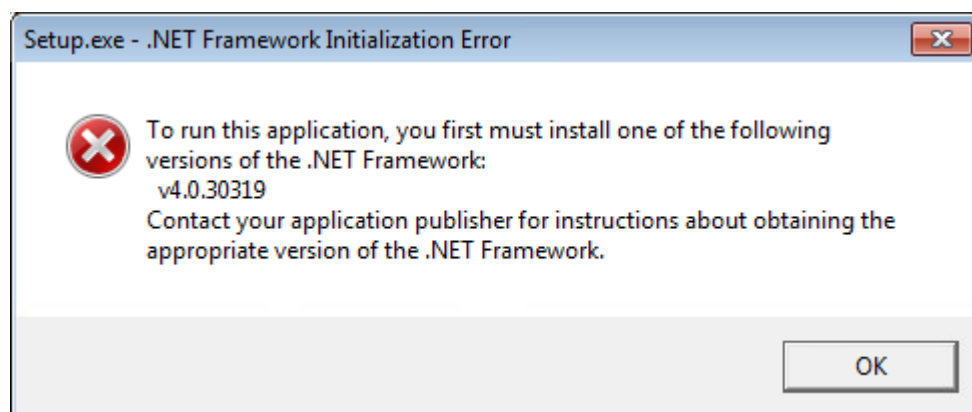 Setup.exe - .NET Framework Initialization Error
To run this application, you first must install one of the following
versions of the .NET Framework:
v4.0.30319
Contact your application publisher for instructions about obtaining the
appropriate version of the .NET Framework.
OK